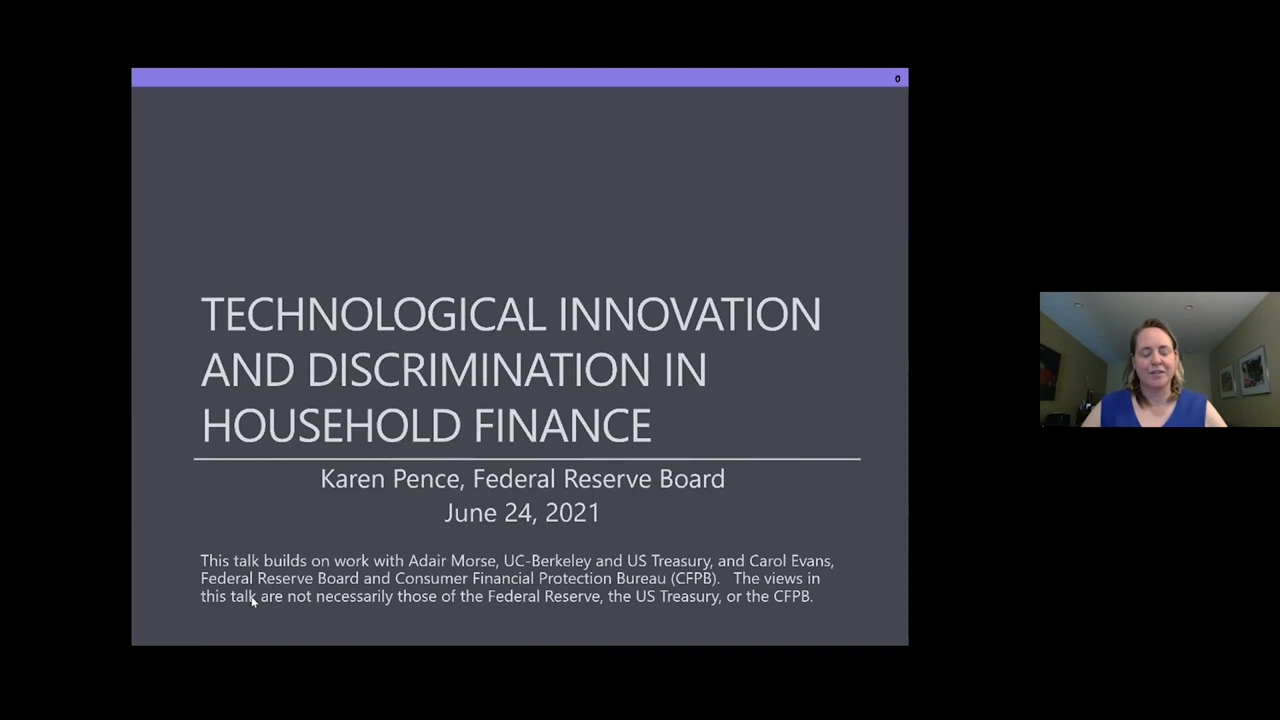 0
TECHNOLOGICAL INNOVATION
AND DISCRIMINATION IN
HOUSEHOLD FINANCE
Karen Pence, Federal Reserve Board
June 24, 2021
This talk builds on work with Adair Morse, UC-Berkeley and US Treasury, and Carol Evans,
Federal Reserve Board and Consumer Financial Protection Bureau (CFPB). The views in
this talk are not necessarily those of the Federal Reserve, the US Treasury, or the CFPB.